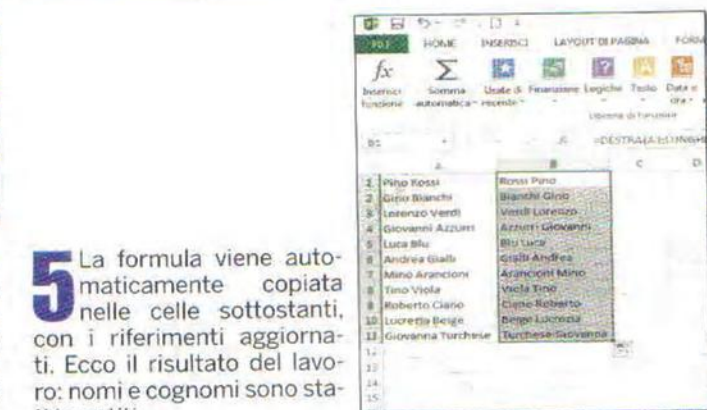 5 La formula viene auto-
maticamente copiata
nelle celle sottostanti,
con i riferimenti aggiorna-
ti. Ecco il risultato del lavo-
ro: nomi e cognomi sono sta-
HOME INSERISCI LAYOUT DI PAGINA
fx Σ
Inserisci Somma Usate di Finanziarie Logiche Testo Data e
funzione automatica recente ora
Libreria di funzioni
A B C D
1 Pino Rossi Rossi Pino
2 Gino Bianchi Bianchi Gino
3 Lorenzo Verdi Verdi Lorenzo
4 Giovanni Azzurri Azzurri Giovanni
5 Luca Blu Blu Luca
6 Andrea Gialli Gialli Andrea
7 Mino Arancioni Arancioni Mino
8 Tino Viola Viola Tino
9 Roberto Ciano Ciano Roberto
10 Lucrezia Beige Beige Lucrezia
11 Giovanna Turchese Turchese Giovanna
12
13
14
15